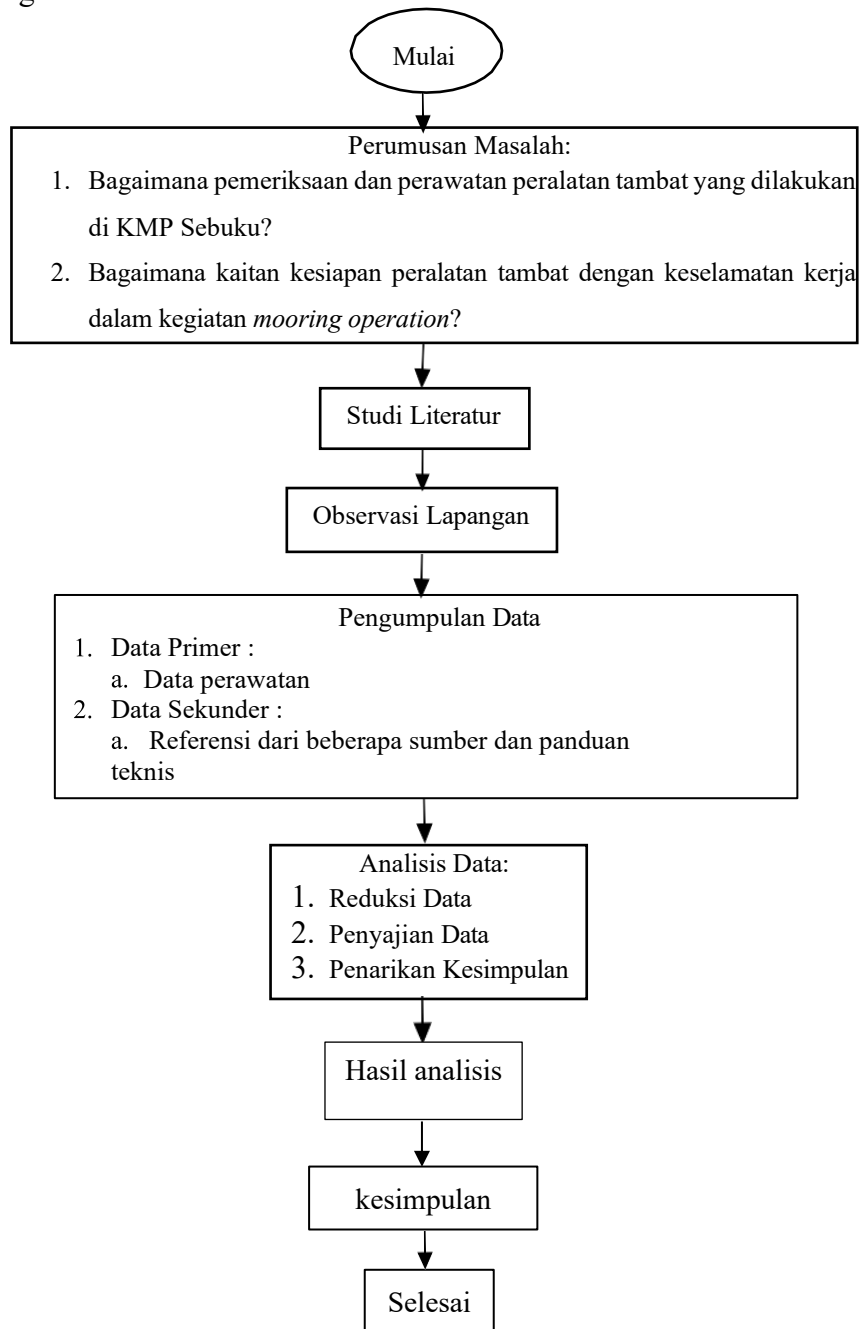 Mulai
Perumusan Masalah:
1. Bagaimana pemeriksaan dan perawatan peralatan tambat yang dilakukan
di KMP Sebuku?
2. Bagaimana kaitan kesiapan peralatan tambat dengan keselamatan kerja
dalam kegiatan mooring operation?
Studi Literatur
Observasi Lapangan
Pengumpulan Data
1. Data Primer :
a. Data perawatan
2. Data Sekunder :
a. Referensi dari beberapa sumber dan panduan
teknis
Analisis Data:
1. Reduksi Data
2. Penyajian Data
3. Penarikan Kesimpulan
Hasil analisis
kesimpulan
Selesai